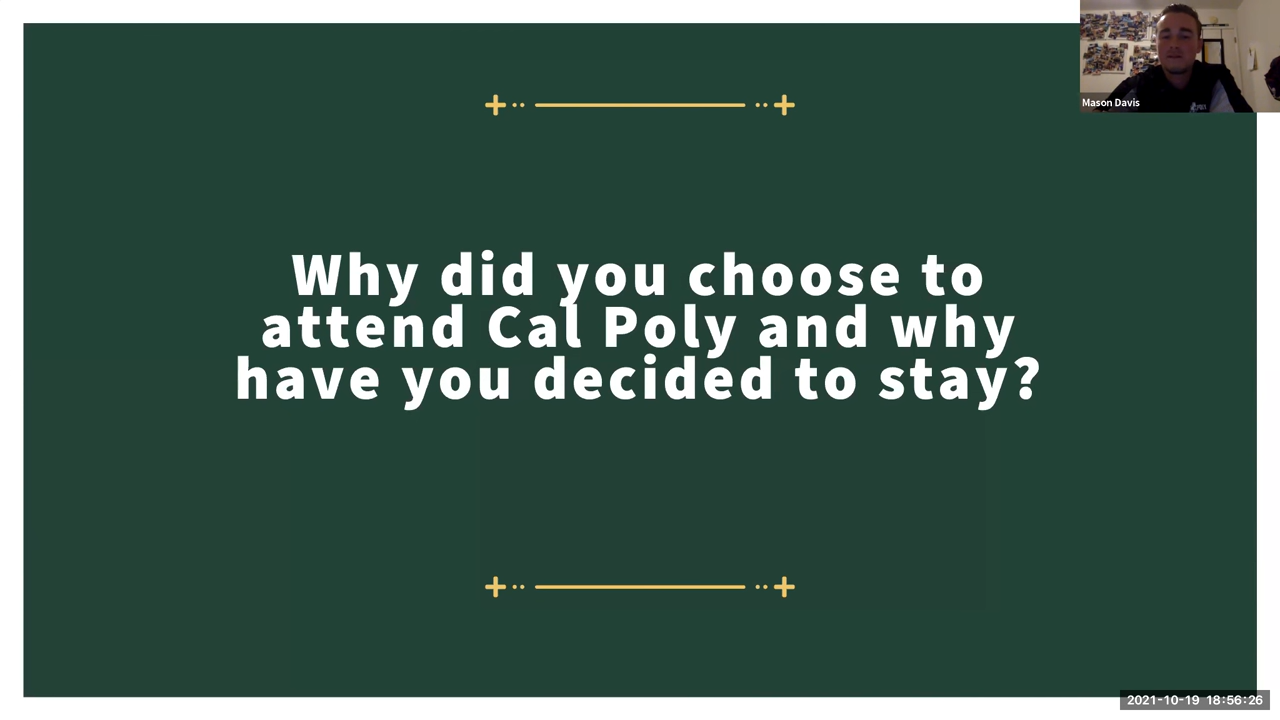 Mason Davis
Why did you choose to
attend Cal Poly and why
have you decided to stay?
2021-10-19 18:56:26